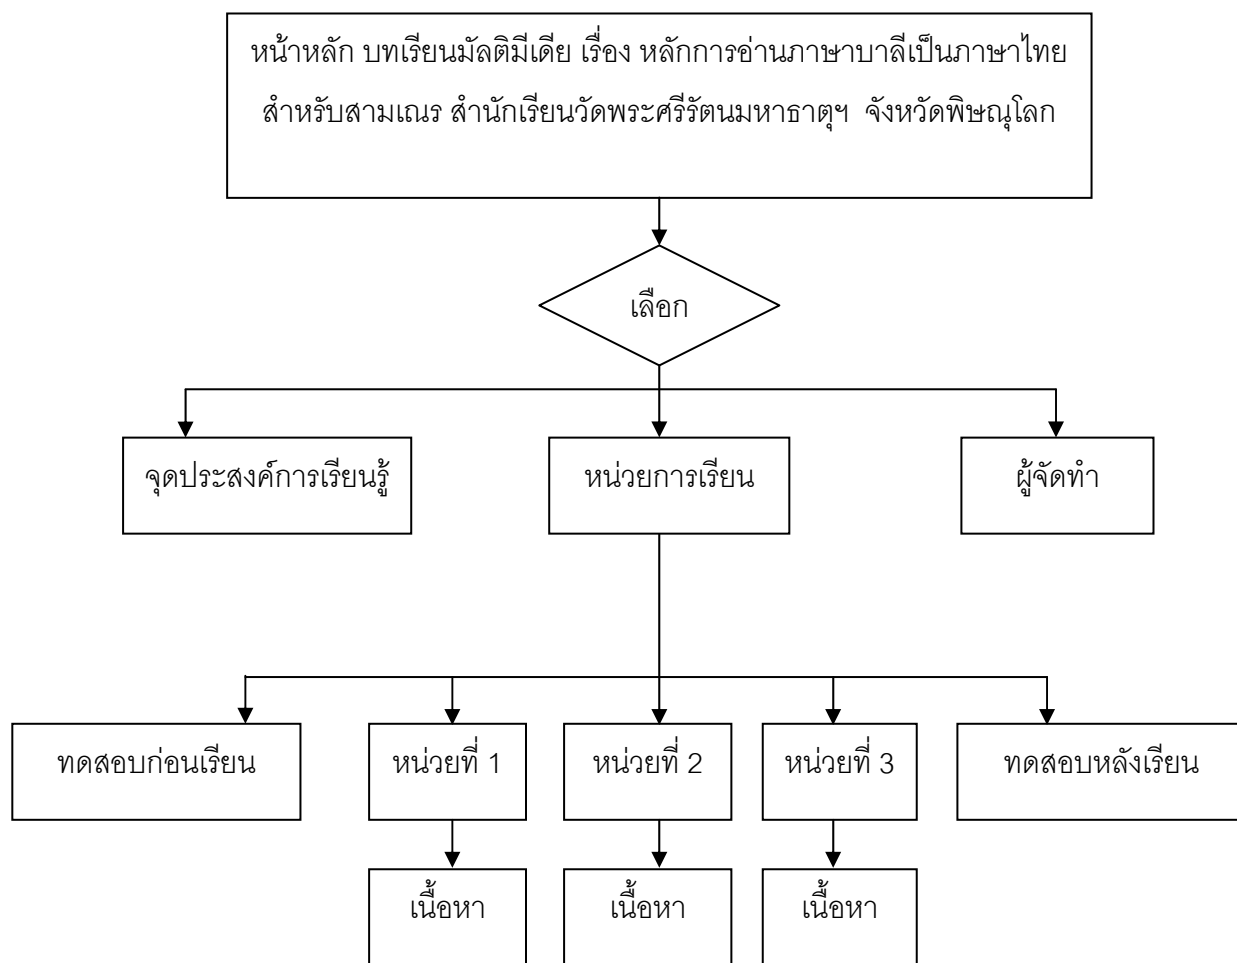 หน้าหลัก บทเรียนมัลติมีเดีย เรื่อง หลักการอ่านภาษาบาลีเป็นภาษาไทย
สำหรับสามเณร สำนักเรียนวัดพระศรีรัตนมหาธาตุฯ จังหวัดพิษณุโลก
เลือก
จุดประสงค์การเรียนรู้
หน่วยการเรียน
ผู้จัดทำ
ทดสอบก่อนเรียน
หน่วยที่ 1
หน่วยที่ 2
หน่วยที่ 3
ทดสอบหลังเรียน
เนื้อหา
เนื้อหา
เนื้อหา